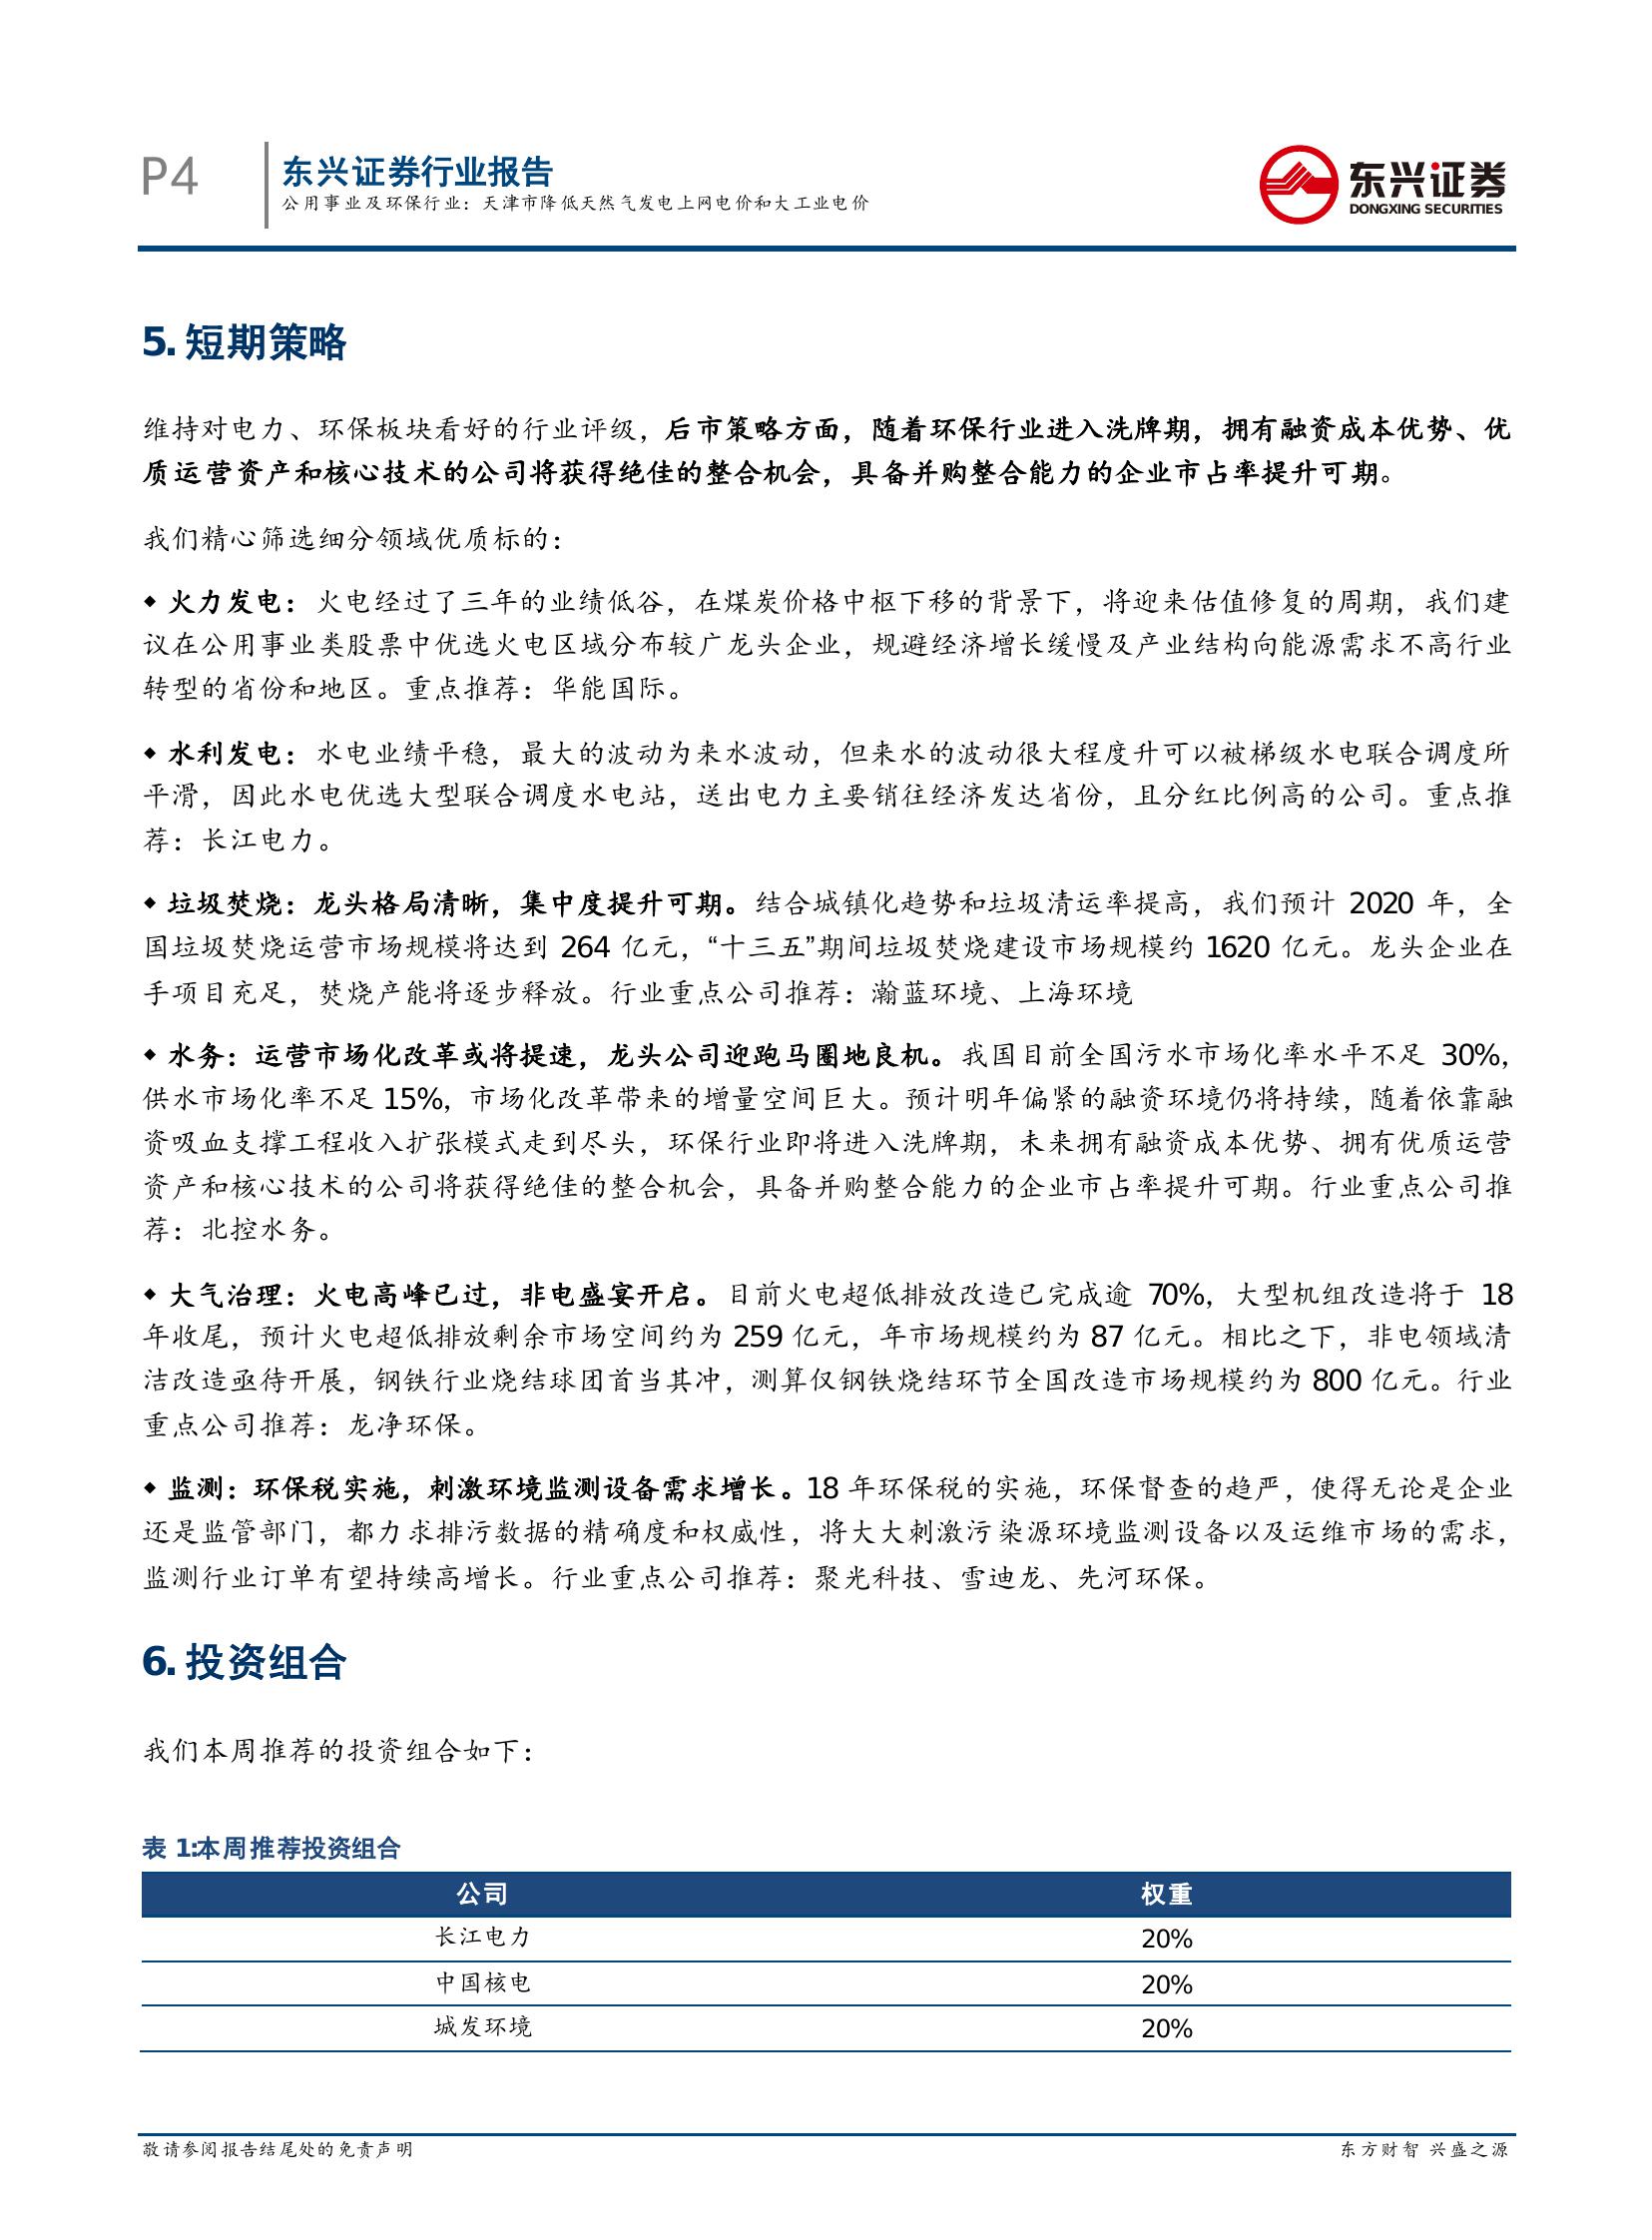 P4
东兴证券行业报告
公用事业及环保行业：天津市降低天然气发电上网电价和大工业电价
东兴证券
DONGXING SECURITIES
5. 短期策略
维持对电力、环保板块看好的行业评级，后市策略方面，随着环保行业进入洗牌期，拥有融资成本优势、优
质运营资产和核心技术的公司将获得绝佳的整合机会，具备并购整合能力的企业市占率提升可期。
我们精心筛选细分领域优质标的：
◆ 火力发电：火电经过了三年的业绩低谷，在煤炭价格中枢下移的背景下，将迎来估值修复的周期，我们建
议在公用事业类股票中优选火电区域分布较广龙头企业，规避经济增长缓慢及产业结构向能源需求不高行业
转型的省份和地区。重点推荐：华能国际。
◆ 水利发电：水电业绩平稳，最大的波动为来水波动，但来水的波动很大程度升可以被梯级水电联合调度所
平滑，因此水电优选大型联合调度水电站，送出电力主要销往经济发达省份，且分红比例高的公司。重点推
荐：长江电力。
◆ 垃圾焚烧：龙头格局清晰，集中度提升可期。结合城镇化趋势和垃圾清运率提高，我们预计 2020 年，全
国垃圾焚烧运营市场规模将达到 264 亿元，“十三五”期间垃圾焚烧建设市场规模约 1620 亿元。龙头企业在
手项目充足，焚烧产能将逐步释放。行业重点公司推荐：瀚蓝环境、上海环境
◆ 水务：运营市场化改革或将提速，龙头公司迎跑马圈地良机。我国目前全国污水市场化率水平不足 30%，
供水市场化率不足 15%，市场化改革带来的增量空间巨大。预计明年偏紧的融资环境仍将持续，随着依靠融
资吸血支撑工程收入扩张模式走到尽头，环保行业即将进入洗牌期，未来拥有融资成本优势、拥有优质运营
资产和核心技术的公司将获得绝佳的整合机会，具备并购整合能力的企业市占率提升可期。行业重点公司推
荐：北控水务。
◆ 大气治理：火电高峰已过，非电盛宴开启。目前火电超低排放改造已完成逾 70%，大型机组改造将于 18
年收尾，预计火电超低排放剩余市场空间约为 259 亿元，年市场规模约为 87 亿元。相比之下，非电领域清
洁改造亟待开展，钢铁行业烧结球团首当其冲，测算仅钢铁烧结环节全国改造市场规模约为 800 亿元。行业
重点公司推荐：龙净环保。
◆ 监测：环保税实施，刺激环境监测设备需求增长。18 年环保税的实施，环保督查的趋严，使得无论是企业
还是监管部门，都力求排污数据的精确度和权威性，将大大刺激污染源环境监测设备以及运维市场的需求，
监测行业订单有望持续高增长。行业重点公司推荐：聚光科技、雪迪龙、先河环保。
6. 投资组合
我们本周推荐的投资组合如下：
表 1:本周推荐投资组合
公司 权重
长江电力 20%
中国核电 20%
城发环境 20%
敬请参阅报告结尾处的免责声明
东方财智 兴盛之源